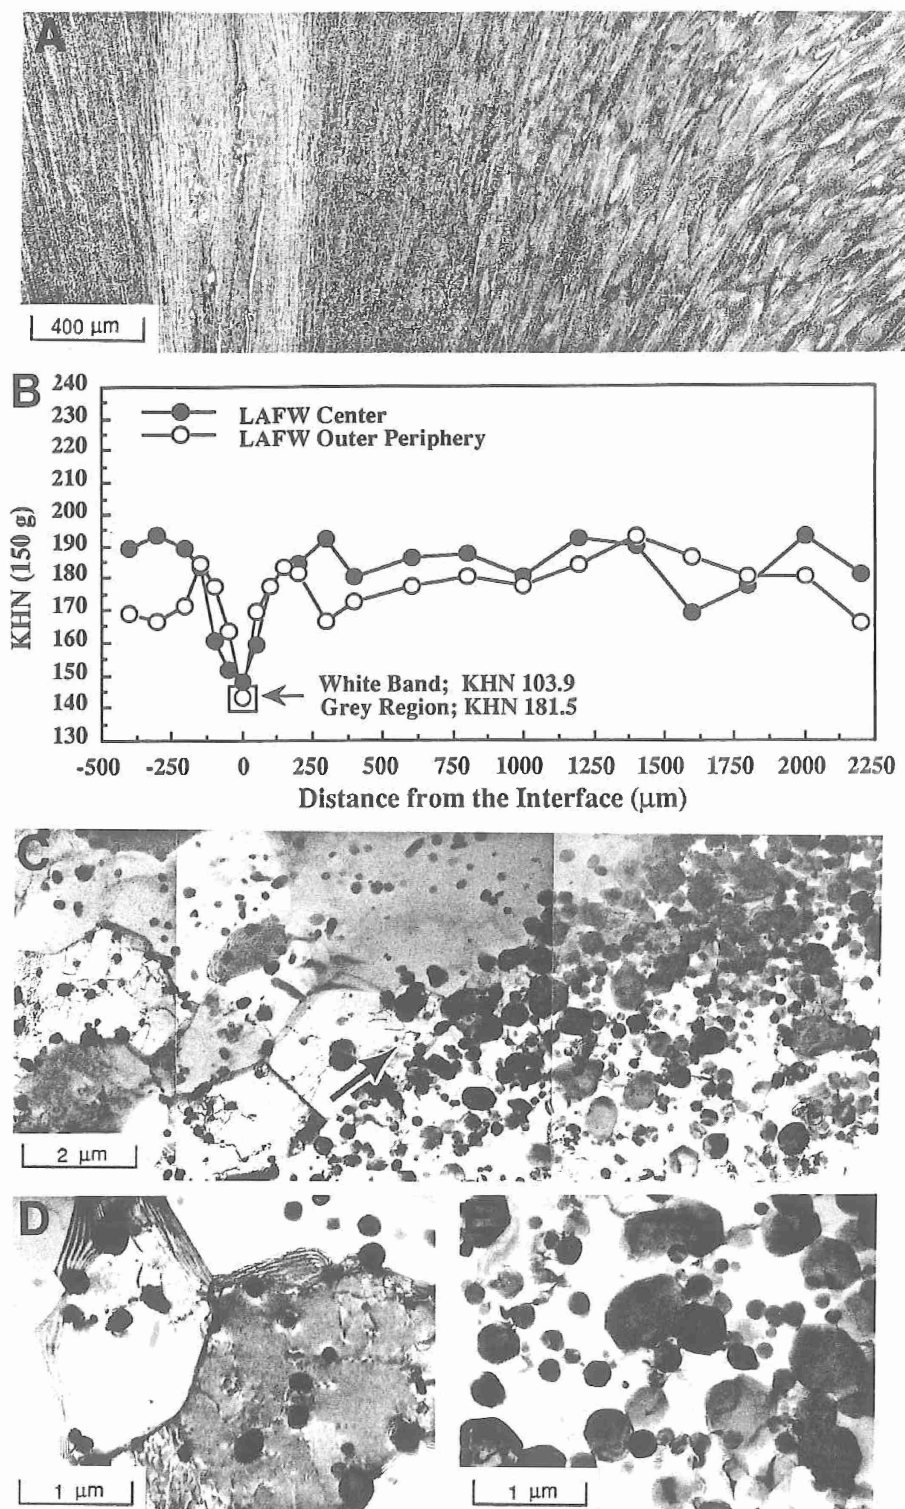 A
400 μm
B
240
230
220
210
200
190
180
170
160
150
140
130
KHN (150 g)
LAFW Center
LAFW Outer Periphery
White Band; KHN 103.9
Grey Region; KHN 181.5
-500 -250 0 250 500 750 1000 1250 1500 1750 2000 2250
Distance from the Interface (μm)
C
2 μm
D
E
1 μm
1 μm